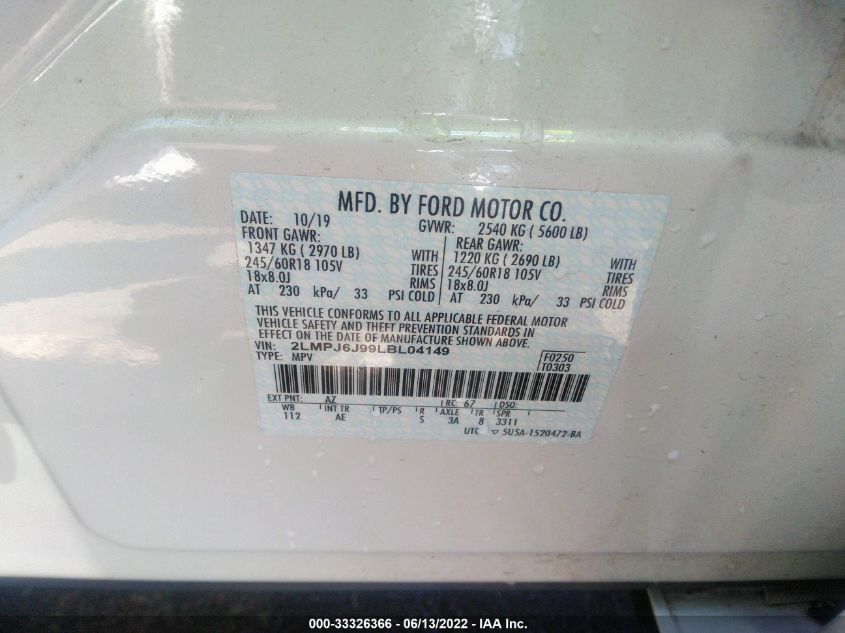 MFD. BY FORD MOTOR CO.
DATE: 10/19 GVWR: 2540 KG ( 5600 LB)
FRONT GAWR: REAR GAWR:
1347 KG ( 2970 LB) WITH 1220 KG ( 2690 LB) WITH
245/60R18 105V TIRES 245/60R18 105V TIRES
18x8.0J RIMS 18x8.0J RIMS
AT 230 kPa/ 33 PSI COLD AT 230 kPa/ 33 PSI COLD
THIS VEHICLE CONFORMS TO ALL APPLICABLE FEDERAL MOTOR
VEHICLE SAFETY AND THEFT PREVENTION STANDARDS IN
EFFECT ON THE DATE OF MANUFACTURE SHOWN ABOVE.
VIN: 2LMPJ6J99LBL04149 F0250
TYPE: MPV T0303
EXT PNT: AZ RC: 67 DSO:
WB INT TR TP/PS R AXLE TR SPR
112 AE S 3A 8 3311
UTC ▽ 5U5A-1520472-BA
000-33326366 - 06/13/2022 - IAA Inc.